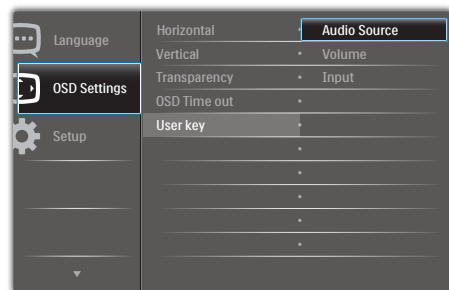 Language
OSD Settings
Setup
Horizontal
Vertical
Transparency
OSD Time out
User key
Audio Source
Volume
Input